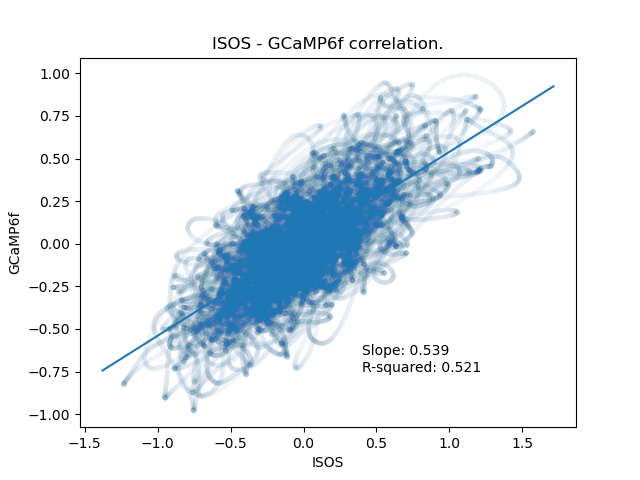 ISOS - GCaMP6f correlation.
1.00
0.75
0.50
0.25
0.00
−0.25
−0.50
−0.75
−1.00
GCaMP6f
Slope: 0.539
R-squared: 0.521
−1.5 −1.0 −0.5 0.0 0.5 1.0 1.5
ISOS